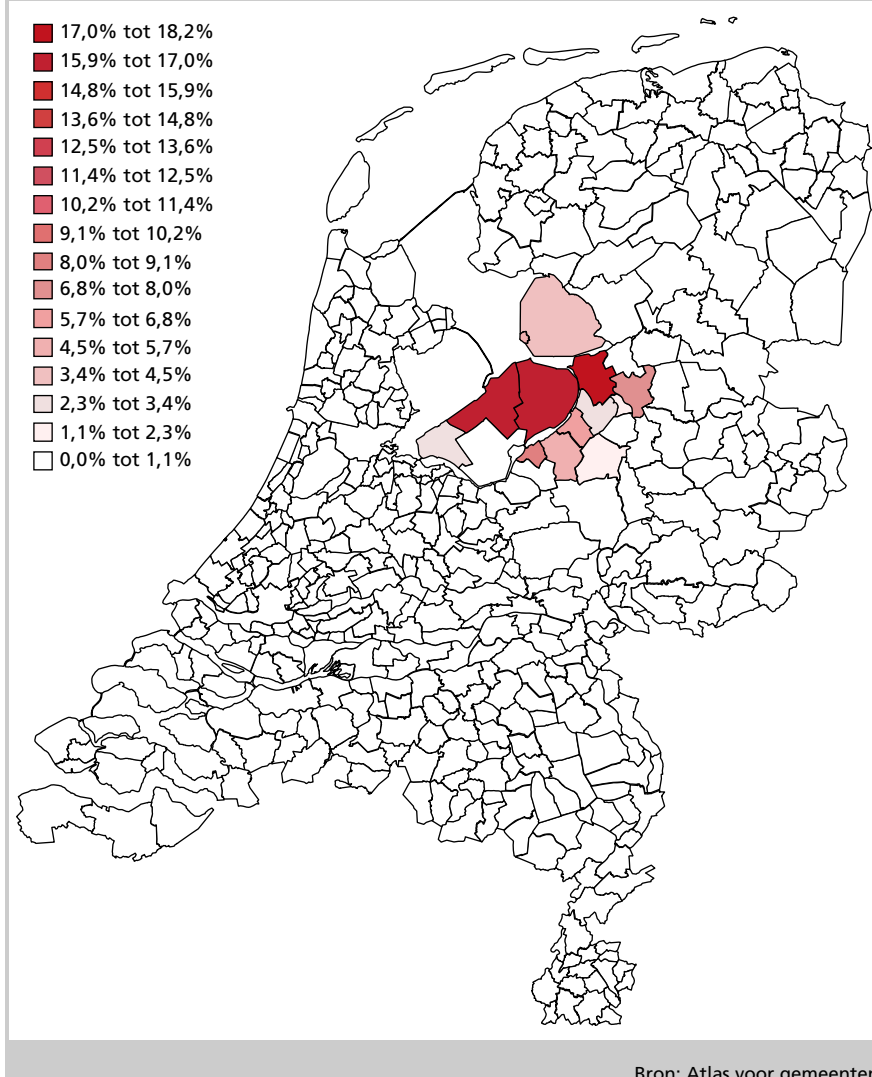 17,0% tot 18,2%
15,9% tot 17,0%
14,8% tot 15,9%
13,6% tot 14,8%
12,5% tot 13,6%
11,4% tot 12,5%
10,2% tot 11,4%
9,1% tot 10,2%
8,0% tot 9,1%
6,8% tot 8,0%
5,7% tot 6,8%
4,5% tot 5,7%
3,4% tot 4,5%
2,3% tot 3,4%
1,1% tot 2,3%
0,0% tot 1,1%
Bron: Atlas voor gemeenten